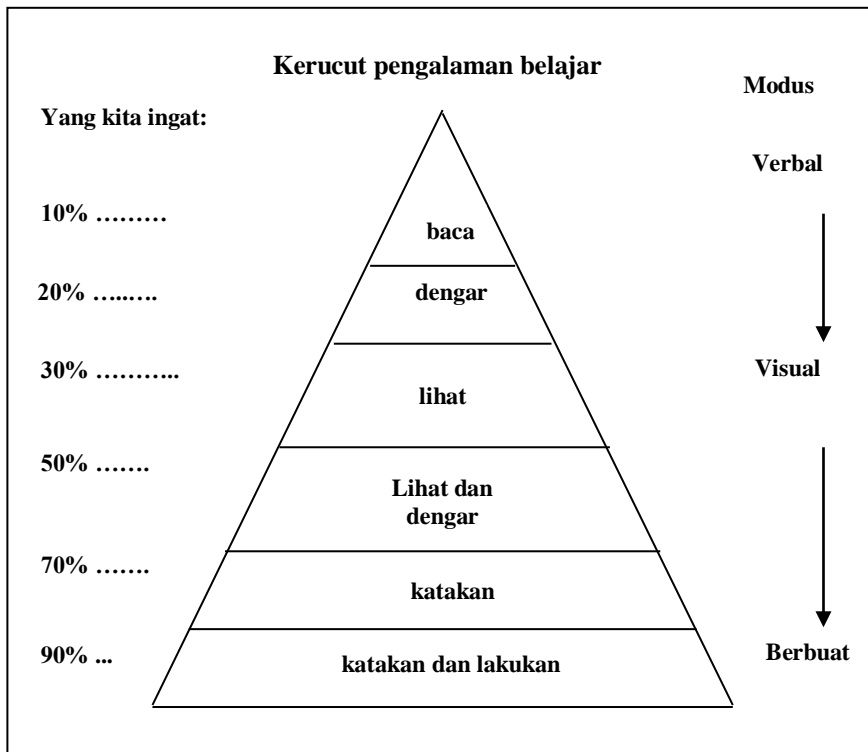 Kerucut pengalaman belajar
Modus
Yang kita ingat:
Verbal
10% ………
baca
20% …..….
dengar
30% ………..
lihat
Visual
50% …….
Lihat dan
dengar
70% …….
katakan
90% ...
katakan dan lakukan
Berbuat